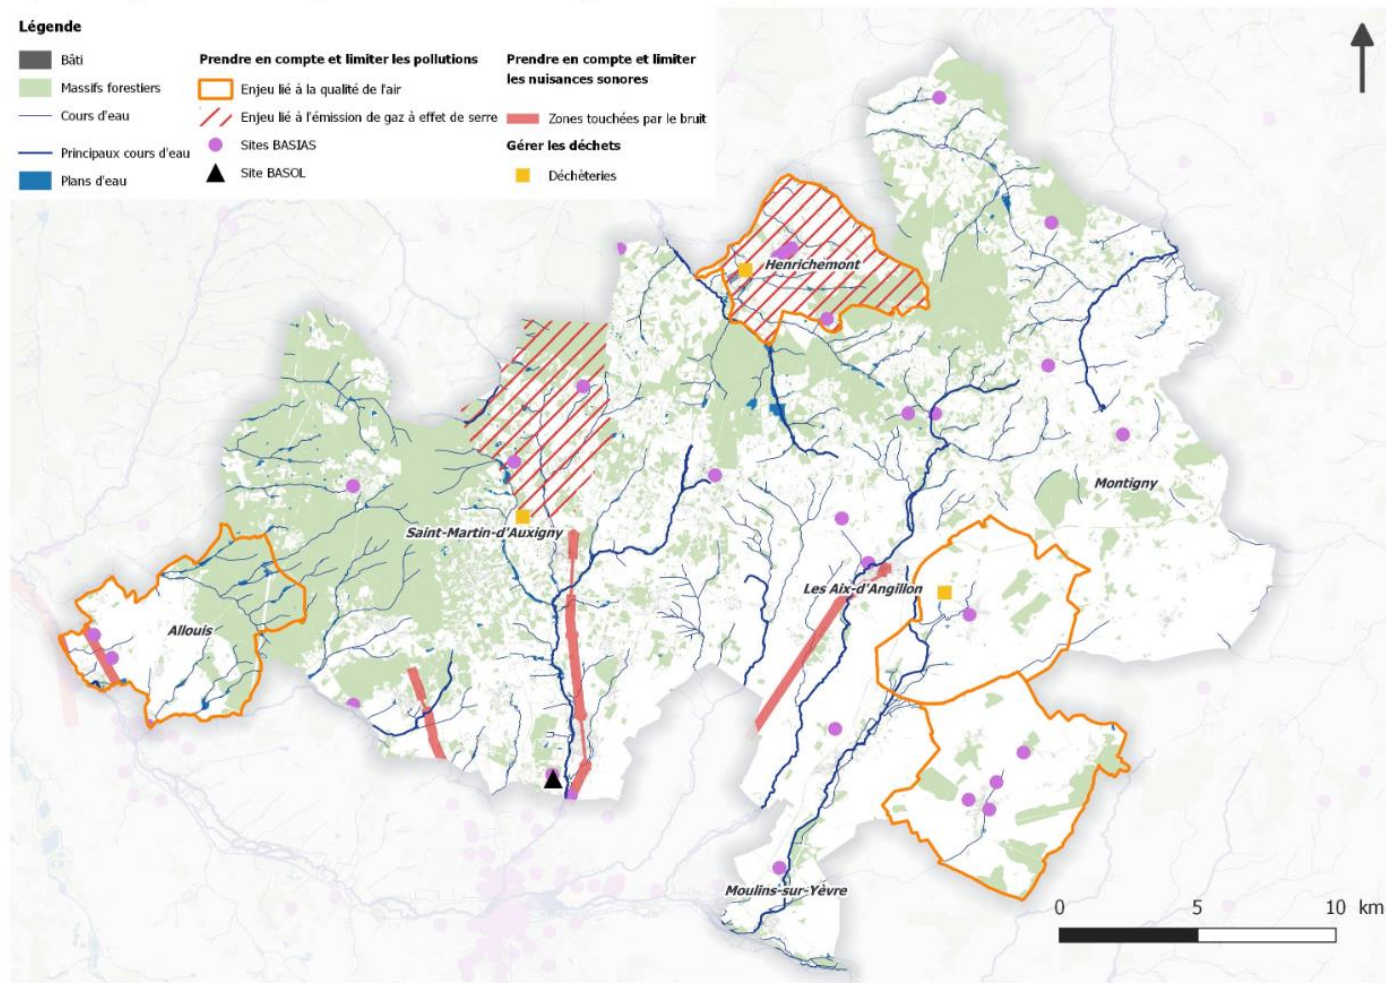 Légende
Bâti
Massifs forestiers
Cours d'eau
Principaux cours d'eau
Plans d'eau
Prendre en compte et limiter les pollutions
Enjeu lié à la qualité de l'air
Enjeu lié à l'émission de gaz à effet de serre
Sites BASIAS
Site BASOL
Prendre en compte et limiter
les nuisances sonores
Zones touchées par le bruit
Gérer les déchets
Déchèteries
Henrichemont
Montigny
Saint-Martin-d'Auxigny
Les Aix-d'Angillon
Allouis
Moulins-sur-Yèvre
0 5 10 km